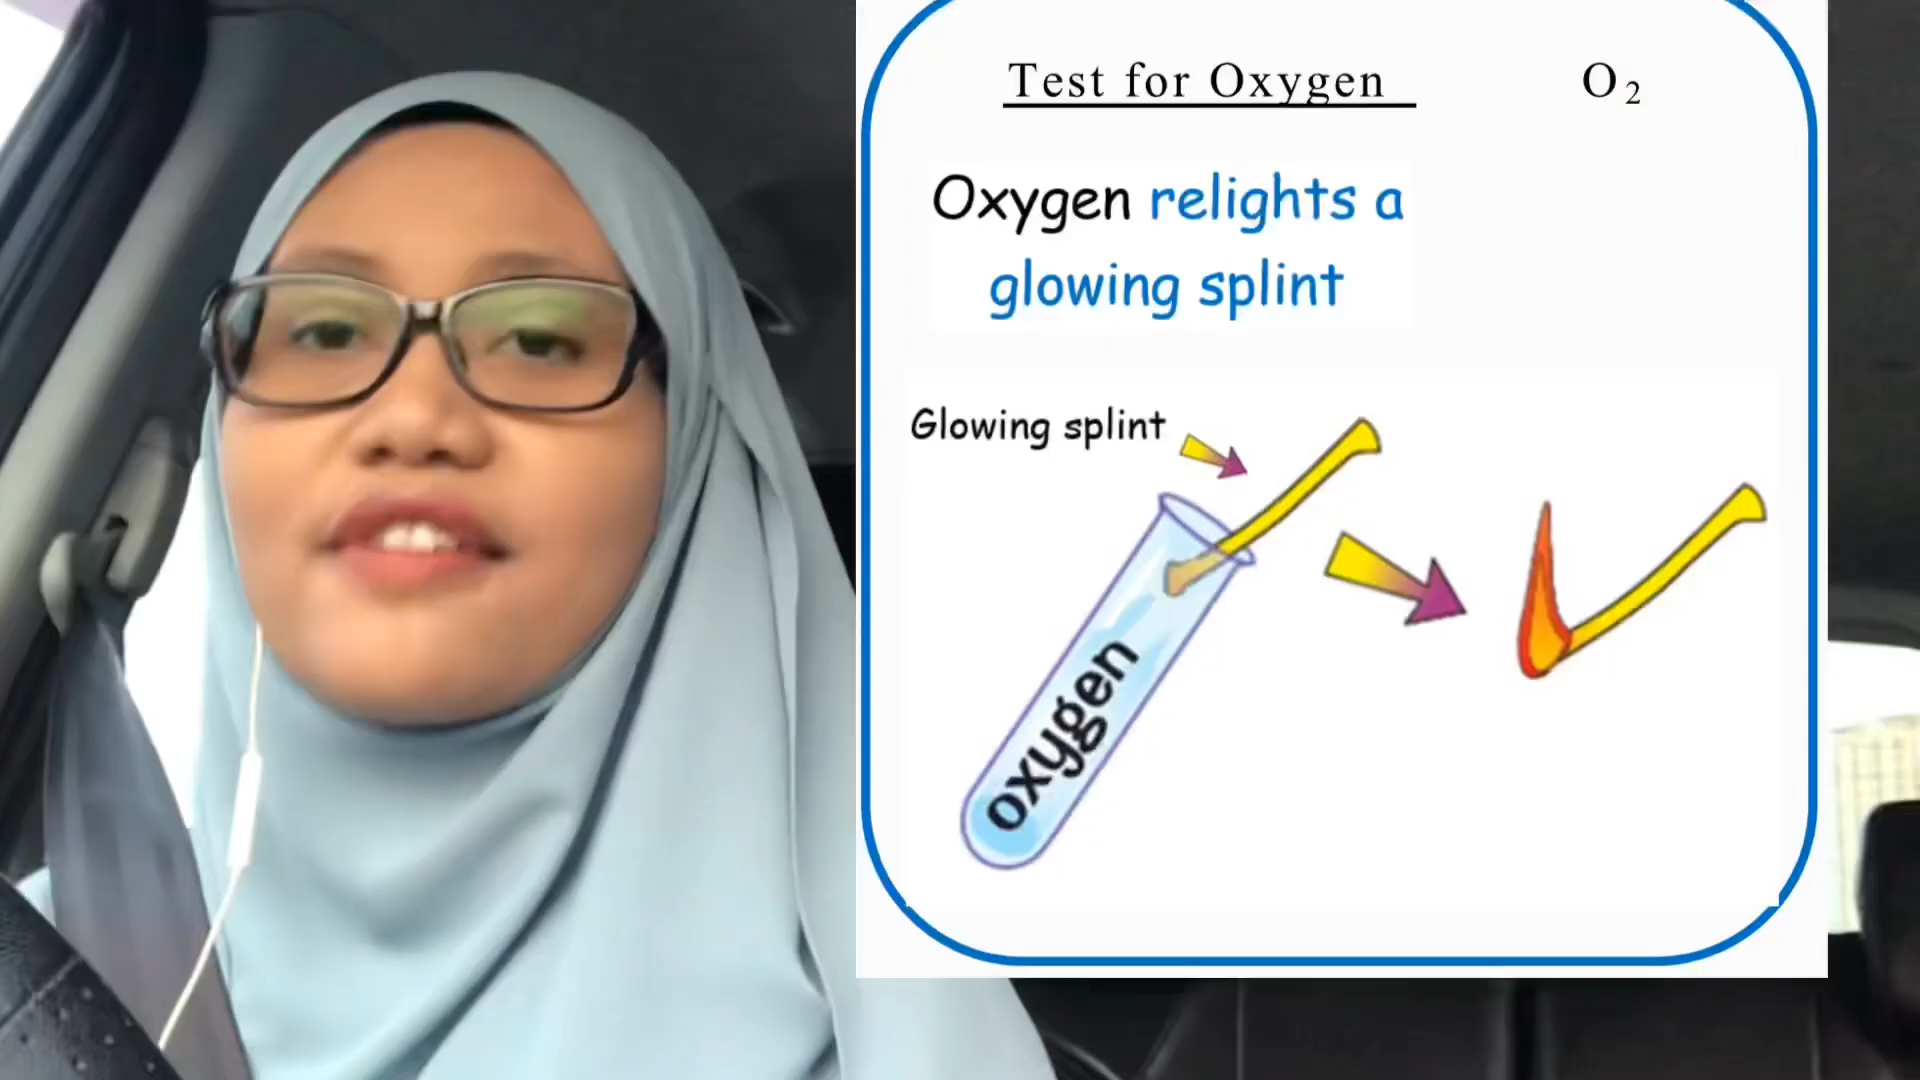 Test for Oxygen O₂
Oxygen relights a
glowing splint
Glowing splint
oxygen